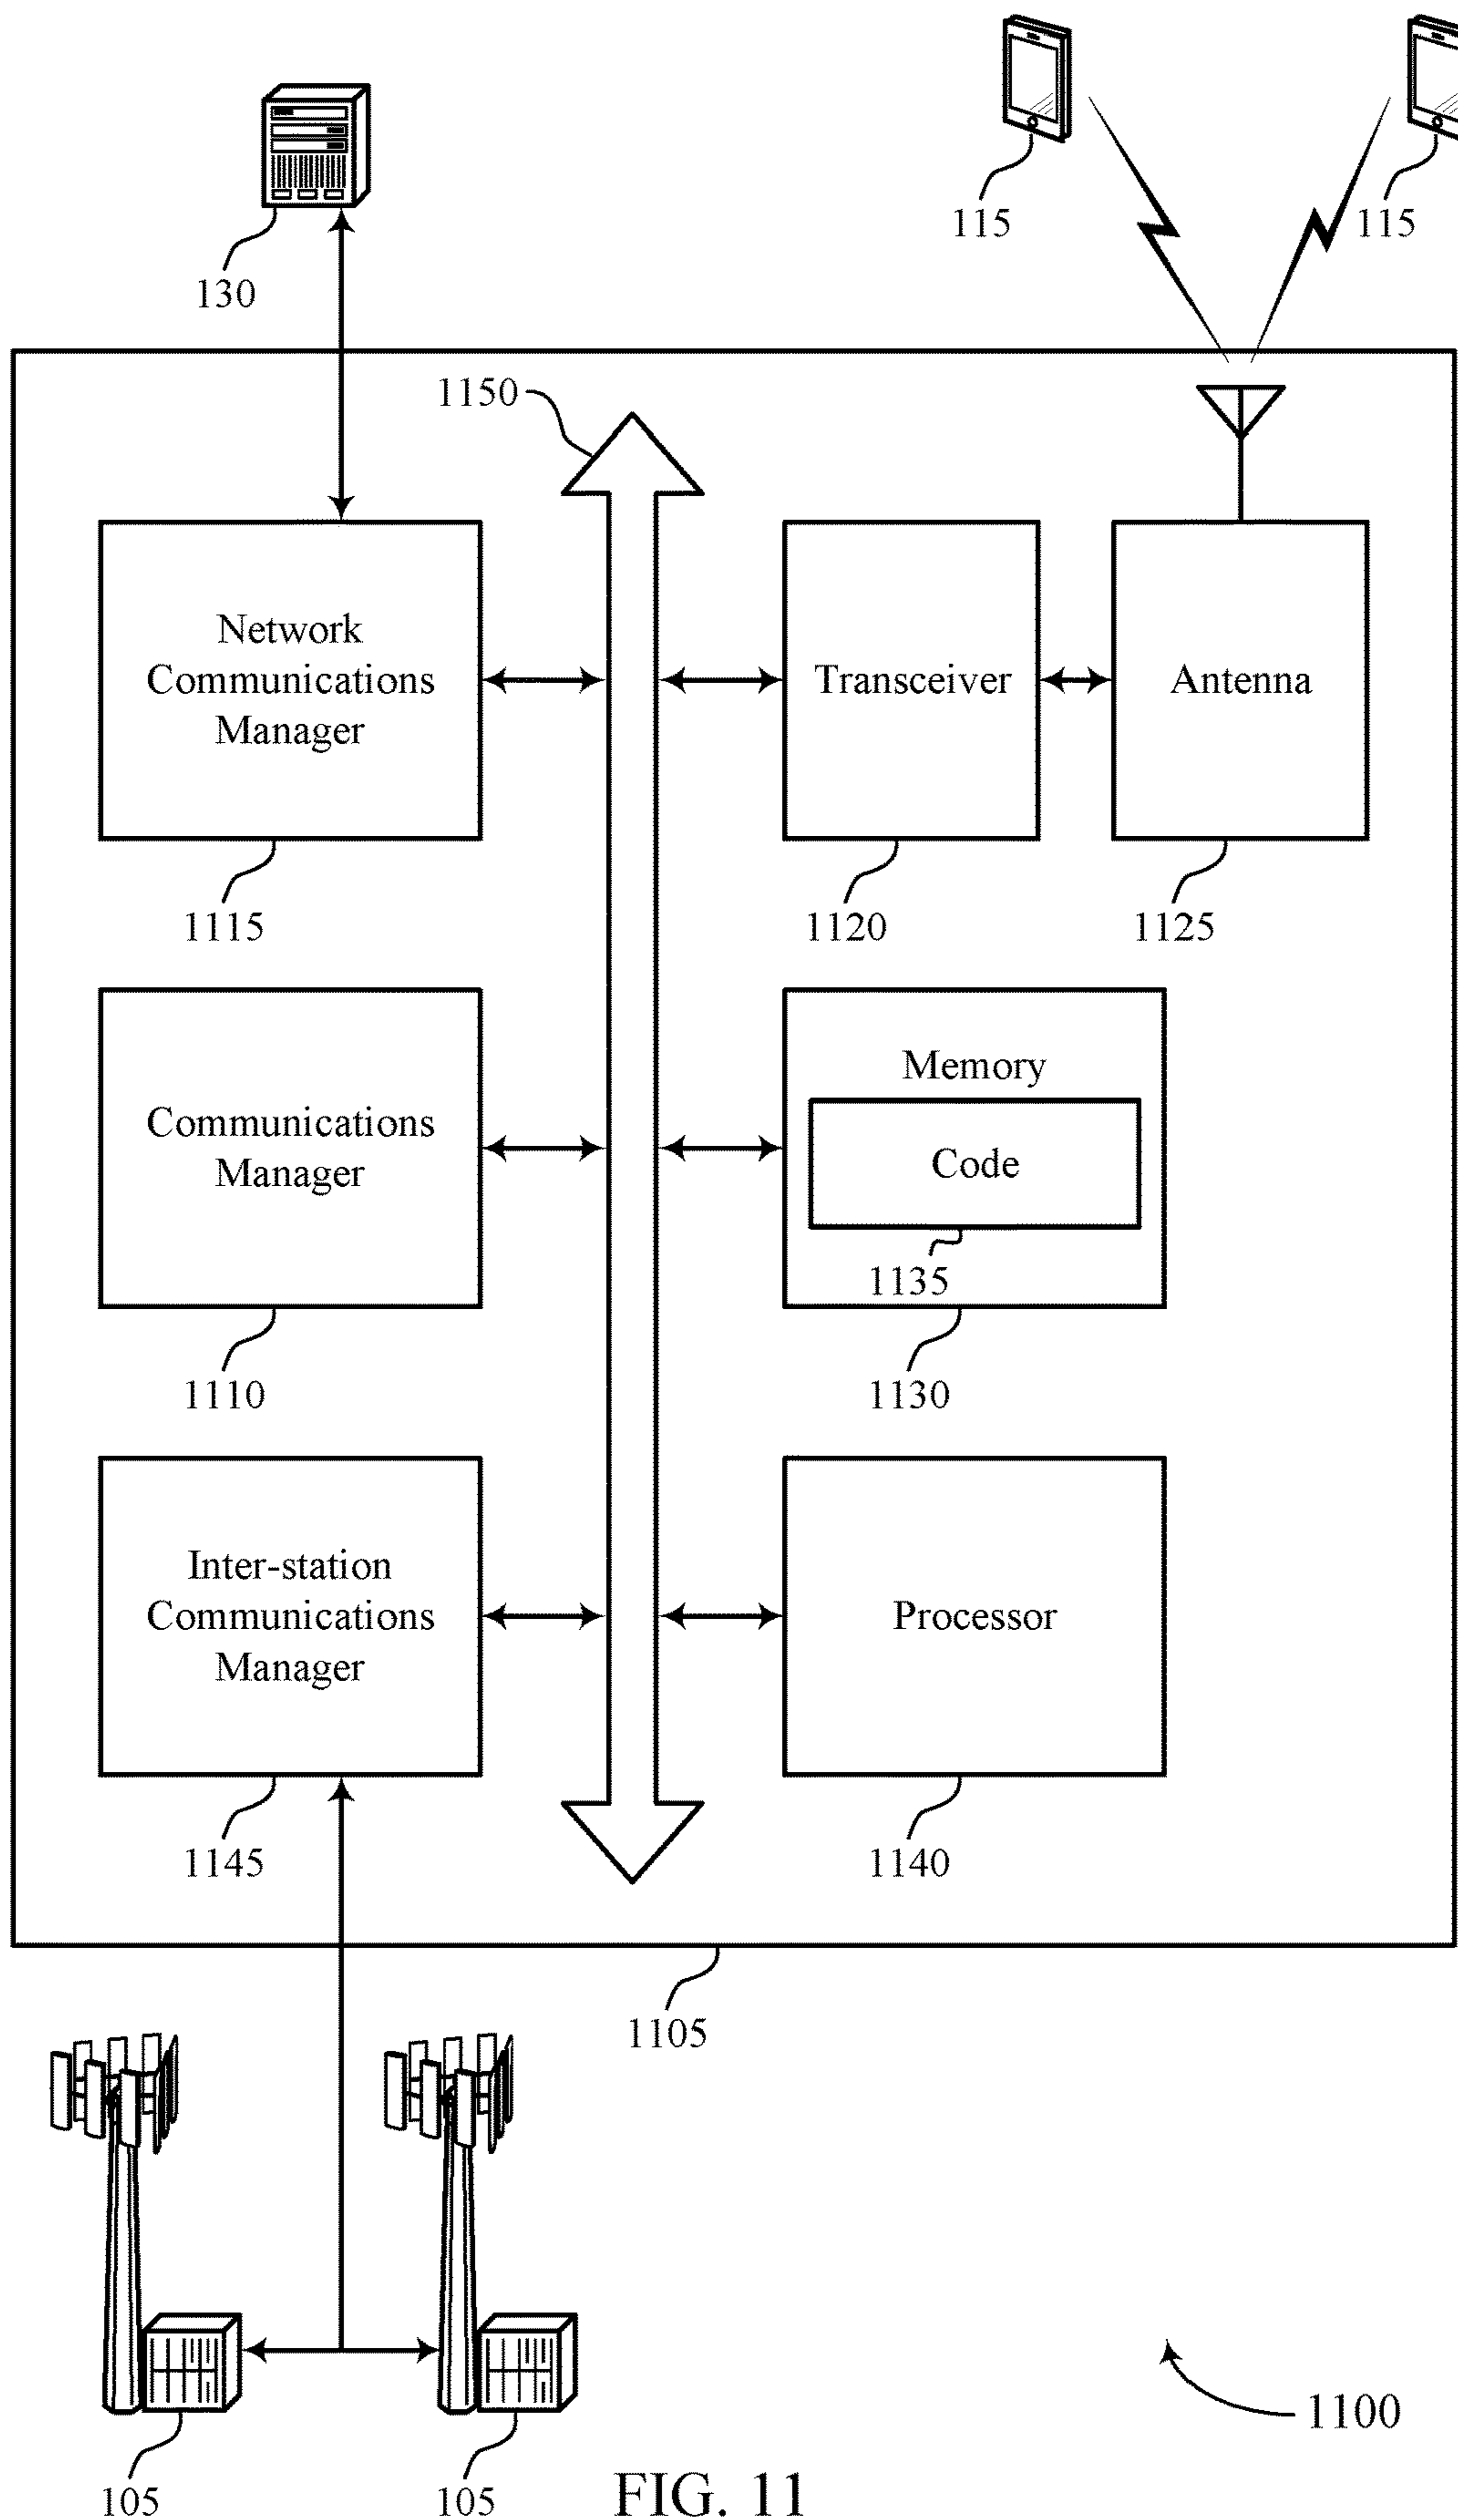 130
115
115
1150
Network
Communications
Manager
Transceiver
Antenna
1115
1120
1125
Communications
Manager
Memory
Code
1135
1110
1130
Inter-station
Communications
Manager
Processor
1145
1140
1105
105
105
1100
FIG. 11